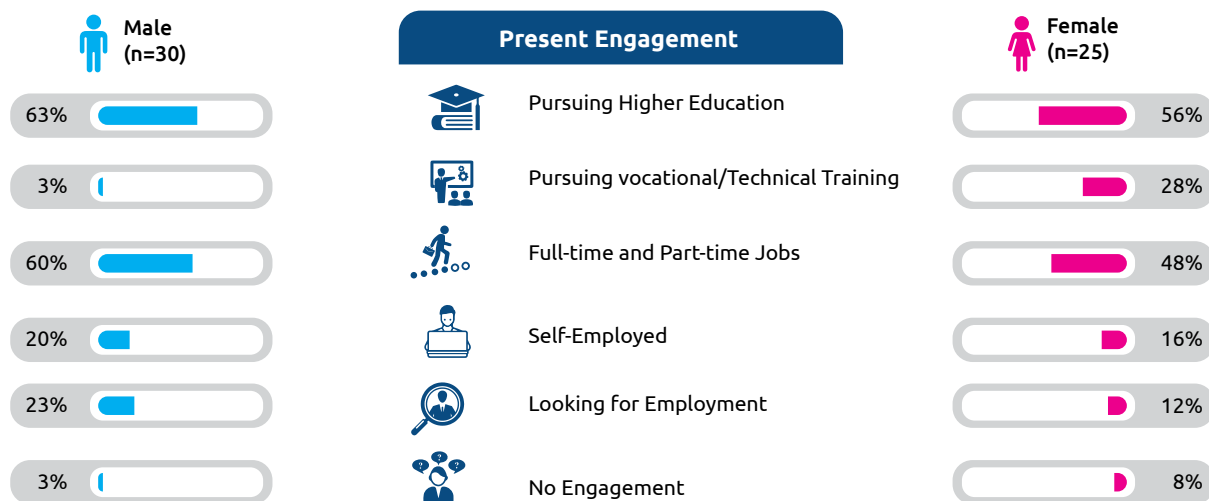 Male
(n=30)
Present Engagement
Female
(n=25)
63%
Pursuing Higher Education
56%
3%
Pursuing vocational/Technical Training
28%
60%
Full-time and Part-time Jobs
48%
20%
Self-Employed
16%
23%
Looking for Employment
12%
3%
? ? ?
No Engagement
8%